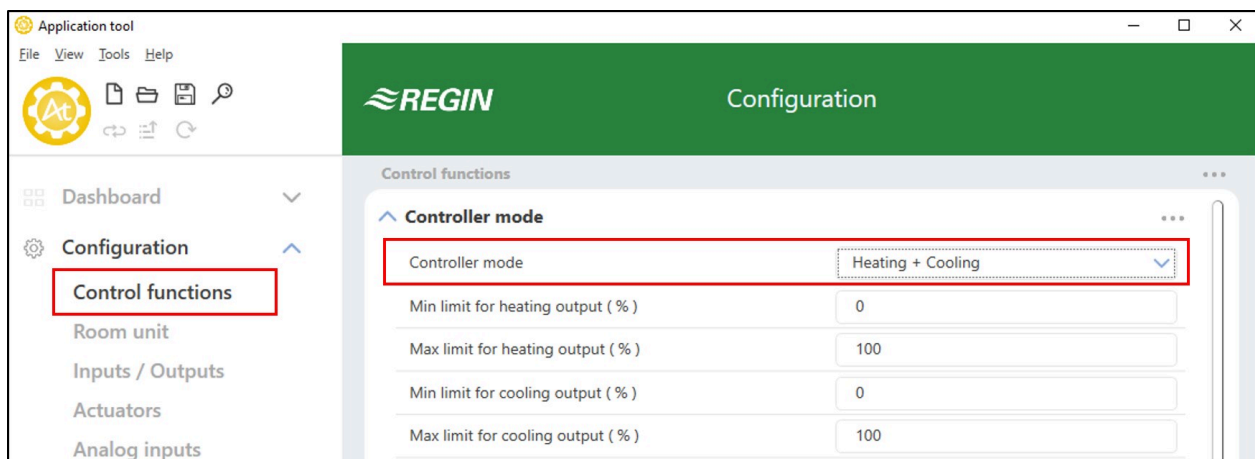 Application tool
File View Tools Help
At
REGIN
Configuration
Dashboard
Configuration
Control functions
Room unit
Inputs / Outputs
Actuators
Analog inputs
Control functions
Controller mode
Controller mode Heating + Cooling
Min limit for heating output ( % ) 0
Max limit for heating output ( % ) 100
Min limit for cooling output ( % ) 0
Max limit for cooling output ( % ) 100